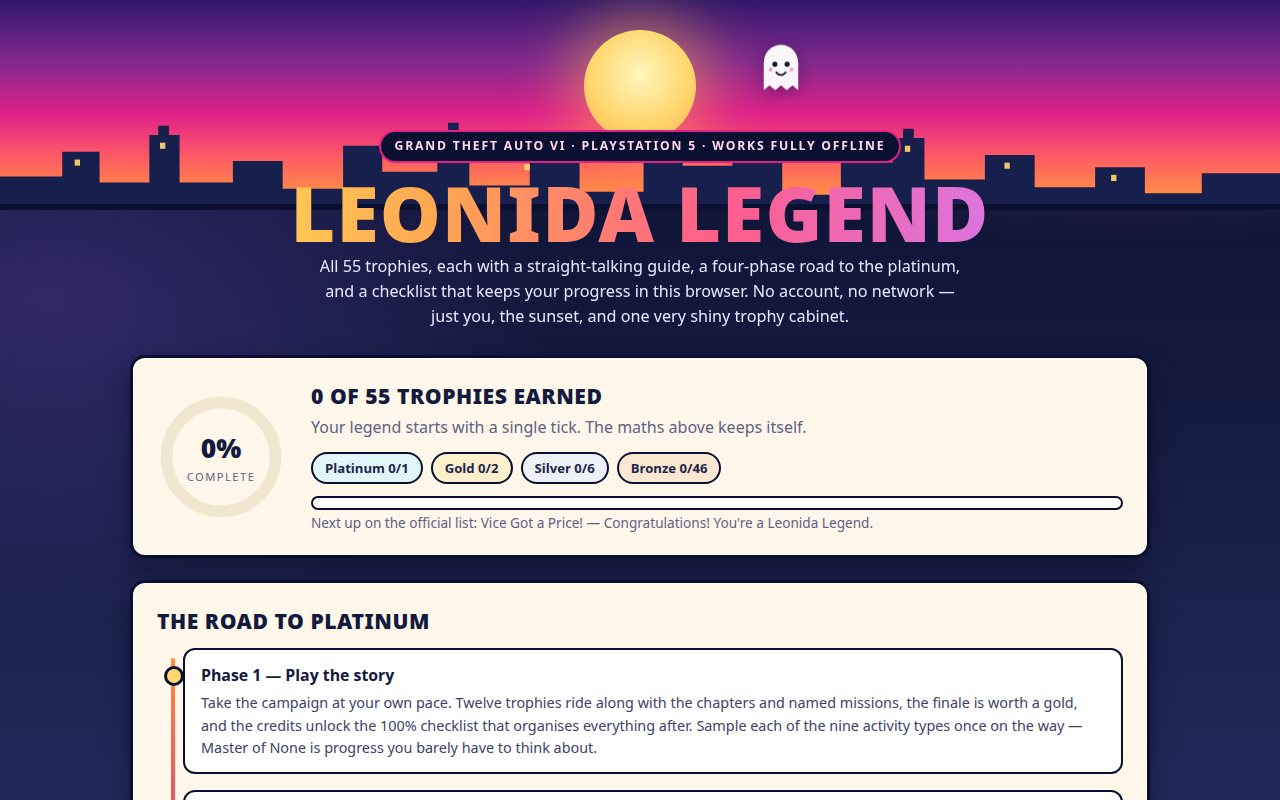 GRAND THEFT AUTO VI · PLAYSTATION 5 · WORKS FULLY OFFLINE
LEONIDA LEGEND
All 55 trophies, each with a straight-talking guide, a four-phase road to the platinum,
and a checklist that keeps your progress in this browser. No account, no network —
just you, the sunset, and one very shiny trophy cabinet.
0%
COMPLETE
0 OF 55 TROPHIES EARNED
Your legend starts with a single tick. The maths above keeps itself.
Platinum 0/1 Gold 0/2 Silver 0/6 Bronze 0/46
Next up on the official list: Vice Got a Price! — Congratulations! You're a Leonida Legend.
THE ROAD TO PLATINUM
Phase 1 — Play the story
Take the campaign at your own pace. Twelve trophies ride along with the chapters and named missions, the finale is worth a gold,
and the credits unlock the 100% checklist that organises everything after. Sample each of the nine activity types once on the way —
Master of None is progress you barely have to think about.